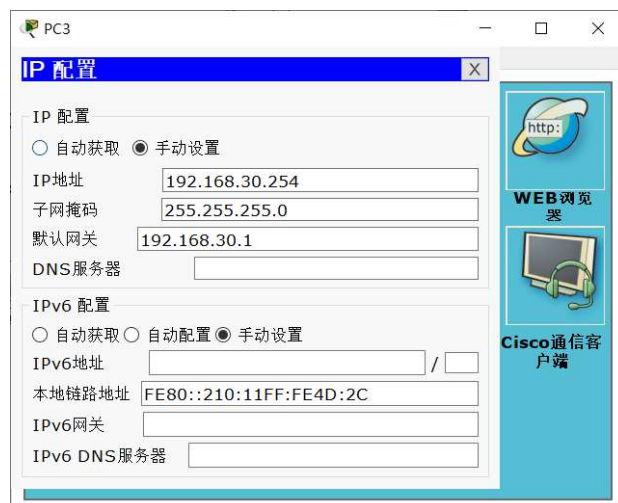 PC3
IP 配置
X
IP 配置
自动获取 手动设置
IP地址 192.168.30.254
子网掩码 255.255.255.0
默认网关 192.168.30.1
DNS服务器
IPv6 配置
自动获取 自动配置 手动设置
IPv6地址 /
本地链路地址 FE80::210:11FF:FE4D:2C
IPv6网关
IPv6 DNS服务器
http:
WEB浏览
器
Cisco通信客
户端